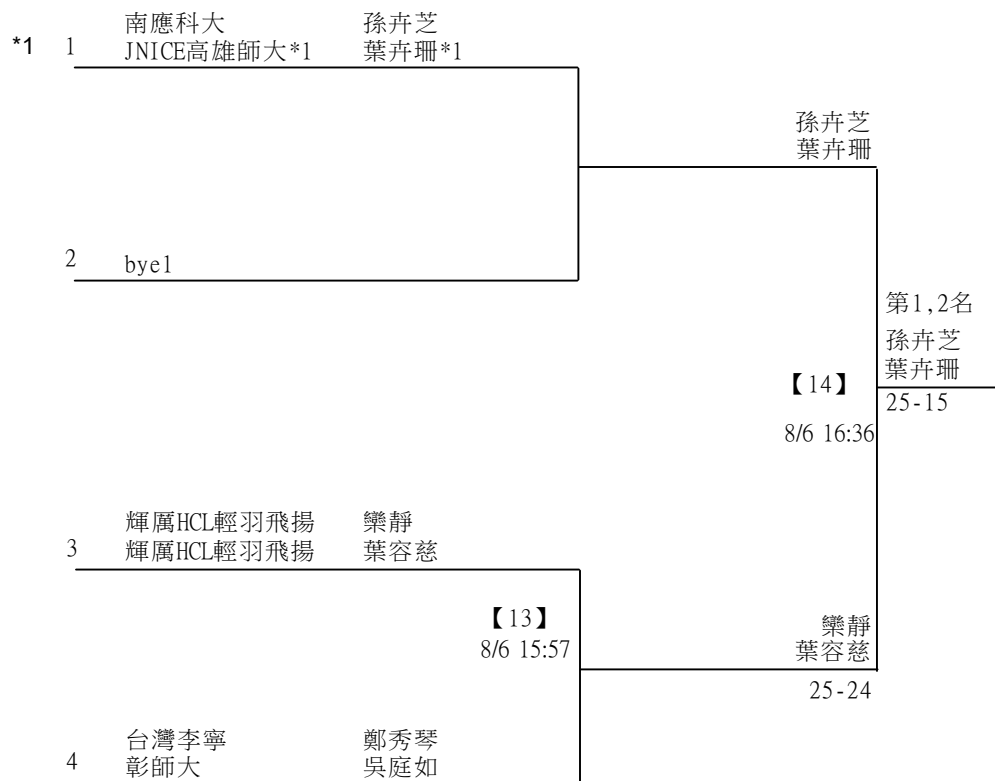 南應科大 孫卉芝
*1 1 JNICE高雄師大*1 葉卉珊*1
孫卉芝
葉卉珊
2 bye1
第1,2名
孫卉芝
葉卉珊
【14】
25-15
8/6 16:36
輝厲HCL輕羽飛揚 欒靜
3 輝厲HCL輕羽飛揚 葉容慈
【13】
8/6 15:57
欒靜
葉容慈
25-24
台灣李寧 鄭秀琴
4 彰師大 吳庭如